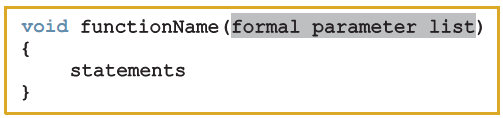 void functionName(formal parameter list)
{
    statements
}